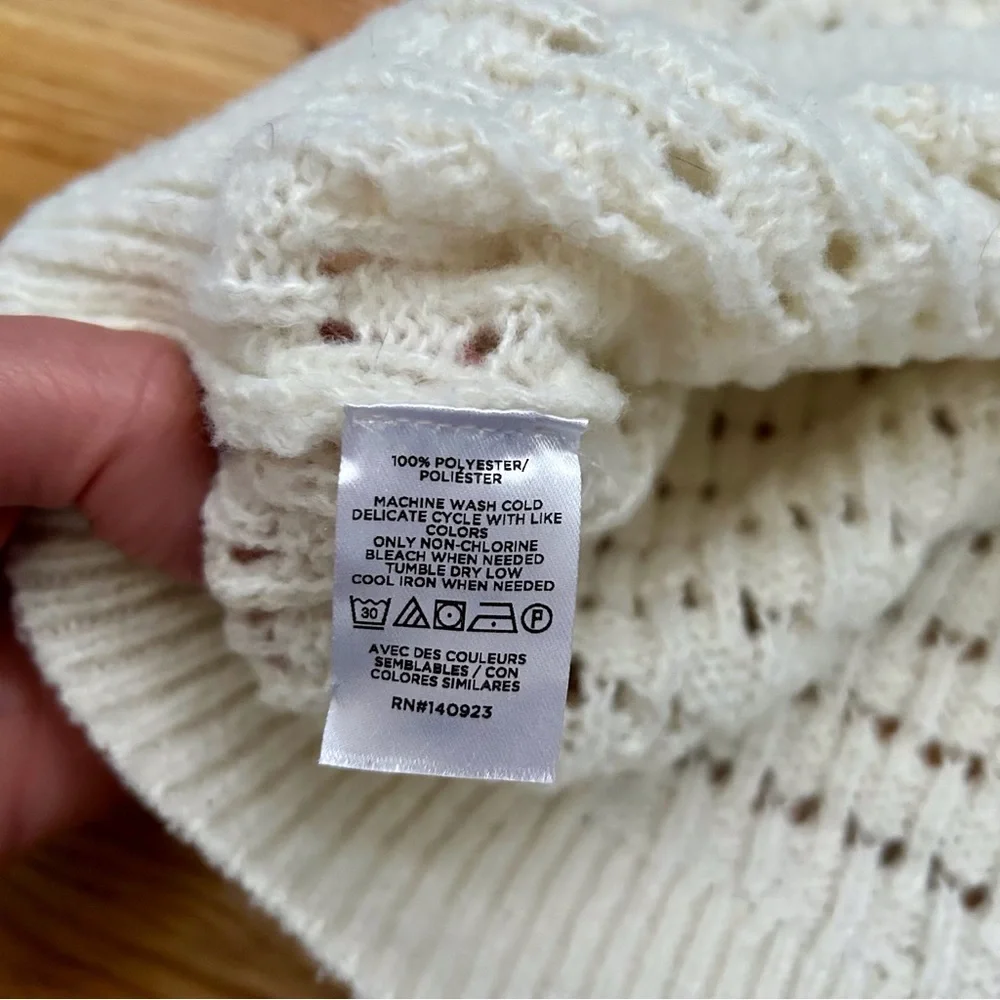 100% POLYESTER/
POLIÉSTER
MACHINE WASH COLD
DELICATE CYCLE WITH LIKE
COLORS
ONLY NON-CHLORINE
BLEACH WHEN NEEDED
TUMBLE DRY LOW
COOL IRON WHEN NEEDED
30 P
AVEC DES COULEURS
SEMBLABLES / CON
COLORES SIMILARES
RN#140923